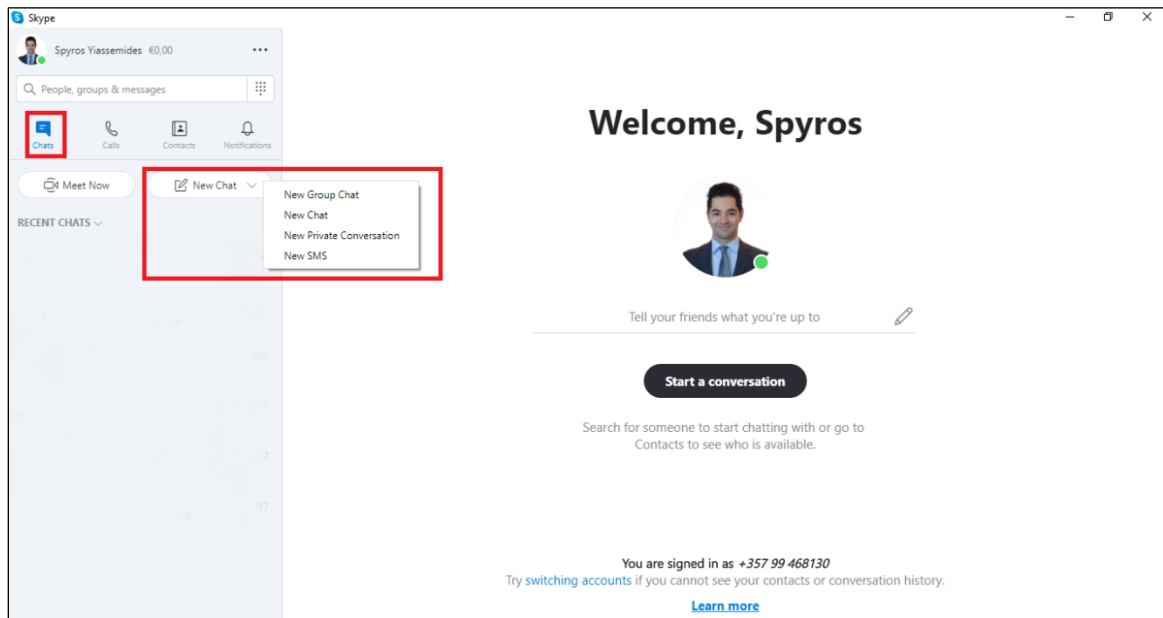 Skype
Spyros Yiassemides €0,00
People, groups & messages
Chats Calls Contacts Notifications
Meet Now
New Chat
New Group Chat
New Chat
New Private Conversation
New SMS
RECENT CHATS
Welcome, Spyros
Tell your friends what you're up to
Start a conversation
Search for someone to start chatting with or go to
Contacts to see who is available.
You are signed in as +357 99 468130
Try switching accounts if you cannot see your contacts or conversation history.
Learn more